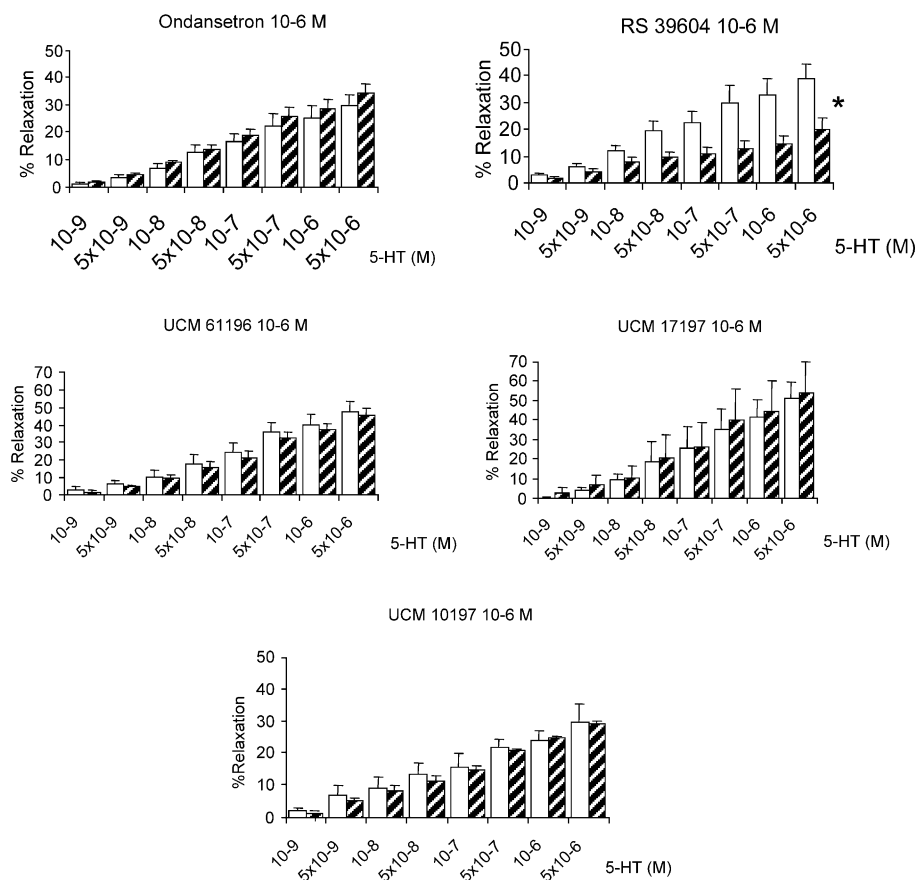 Ondansetron 10-6 M
% Relaxation
50
40
30
20
10
0
10-9
5x10-9
10-8
5x10-8
10-7
5x10-7
10-6
5x10-6
5-HT (M)
RS 39604 10-6 M
% Relaxation
50
40
30
20
10
0
*
10-9
5x10-9
10-8
5x10-8
10-7
5x10-7
10-6
5x10-6
5-HT (M)
UCM 61196 10-6 M
% Relaxation
70
60
50
40
30
20
10
0
10-9
5x10-9
10-8
5x10-8
10-7
5x10-7
10-6
5x10-6
5-HT (M)
UCM 17197 10-6 M
% Relaxation
70
60
50
40
30
20
10
0
10-9
5x10-9
10-8
5x10-8
10-7
5x10-7
10-6
5x10-6
5-HT (M)
UCM 10197 10-6 M
%Relaxation
50
40
30
20
10
0
10-9
5x10-9
10-8
5x10-8
10-7
5x10-7
10-6
5x10-6
5-HT (M)